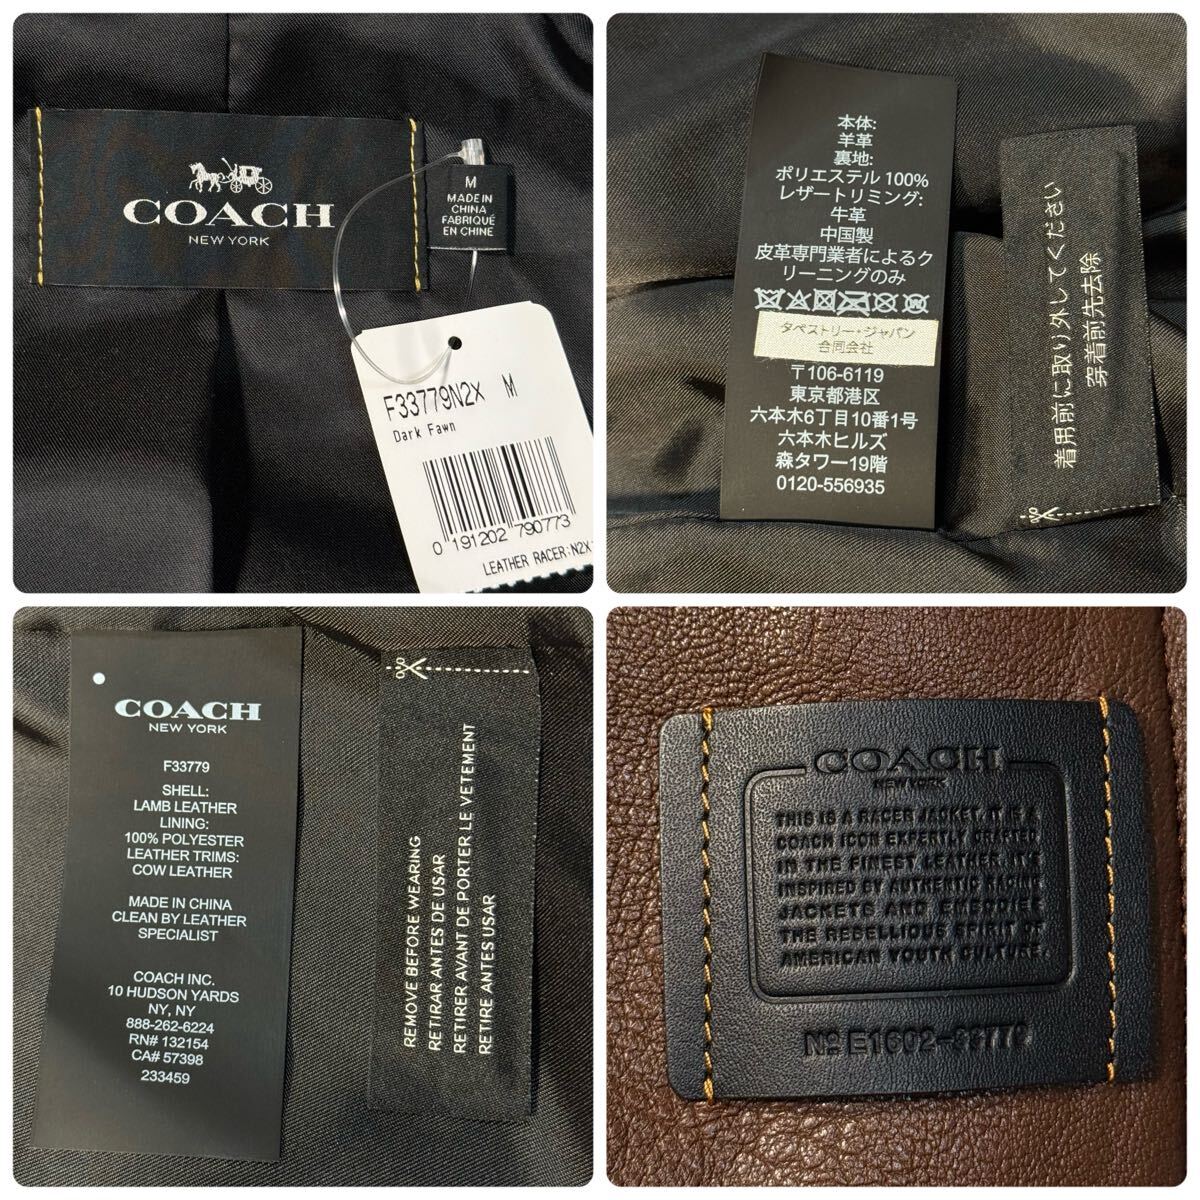 COACH
NEW YORK
M
MADE IN
CHINA
FABRIQUÉ
EN CHINE
F33779N2X M
Dark Fawn
0 191202 790773
LEATHER RACER:N2X:
本体:
羊革
裏地:
ポリエステル 100%
レザートリミング:
牛革
中国製
皮革専門業者によるク
リーニングのみ
タペストリー・ジャパン
合同会社
〒106-6119
東京都港区
六本木6丁目10番1号
六本木ヒルズ
森タワー19階
0120-556935
着用前に取り外してください
穿着前先去除
COACH
NEW YORK
F33779
SHELL:
LAMB LEATHER
LINING:
100% POLYESTER
LEATHER TRIMS:
COW LEATHER
MADE IN CHINA
CLEAN BY LEATHER
SPECIALIST
COACH INC.
10 HUDSON YARDS
NY, NY
888-262-6224
RN# 132154
CA# 57398
233459
REMOVE BEFORE WEARING
RETIRAR ANTES DE USAR
RETIRER AVANT DE PORTER LE VETEMENT
RETIRE ANTES USAR
COACH
NEW YORK
THIS IS A RACER JACKET. IT IS A
COACH ICON EXPERTLY CRAFTED
IN THE FINEST LEATHER. IT'S
INSPIRED BY AUTHENTIC RACING
JACKETS AND EMBODIES
THE REBELLIOUS SPIRIT OF
AMERICAN YOUTH CULTURE.
Nº E1602-33779